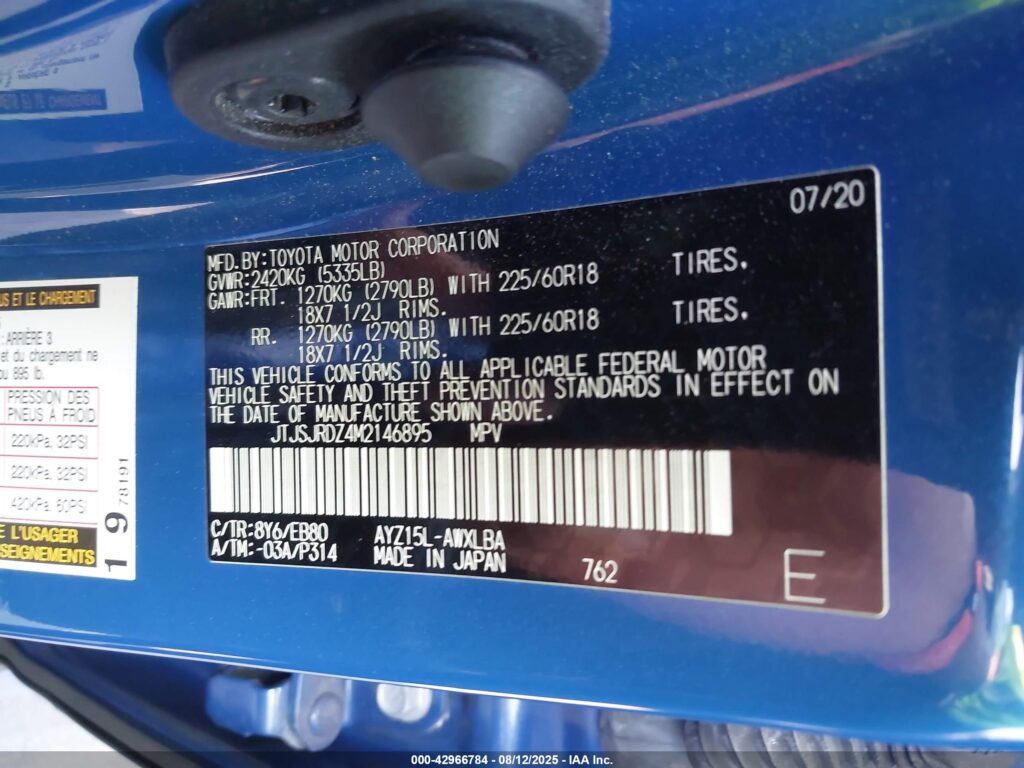 07/20
MFD.BY:TOYOTA MOTOR CORPORATION
GVWR:2420KG (5335LB)
GAWR:FRT. 1270KG (2790LB) WITH 225/60R18 TIRES.
18X7 1/2J RIMS.
RR. 1270KG (2790LB) WITH 225/60R18 TIRES.
18X7 1/2J RIMS.
THIS VEHICLE CONFORMS TO ALL APPLICABLE FEDERAL MOTOR
VEHICLE SAFETY AND THEFT PREVENTION STANDARDS IN EFFECT ON
THE DATE OF MANUFACTURE SHOWN ABOVE.
JTJSJRDZ4M2146895 MPV
C/TR:8Y6/EB80 AYZ15L-AWXLBA
A/TM:-03A/P314 MADE IN JAPAN
762
E
US ET LE CHARGEMENT
:ARRIÈRE 3
et du chargement ne
ou 895 lb.
PRESSION DES
PNEUS À FROID
220kPa, 32PSI
220kPa, 32PSI
420kPa, 60PSI
E L'USAGER
SEIGNEMENTS
19 78191
000-42966784 - 08/12/2025 - IAA Inc.